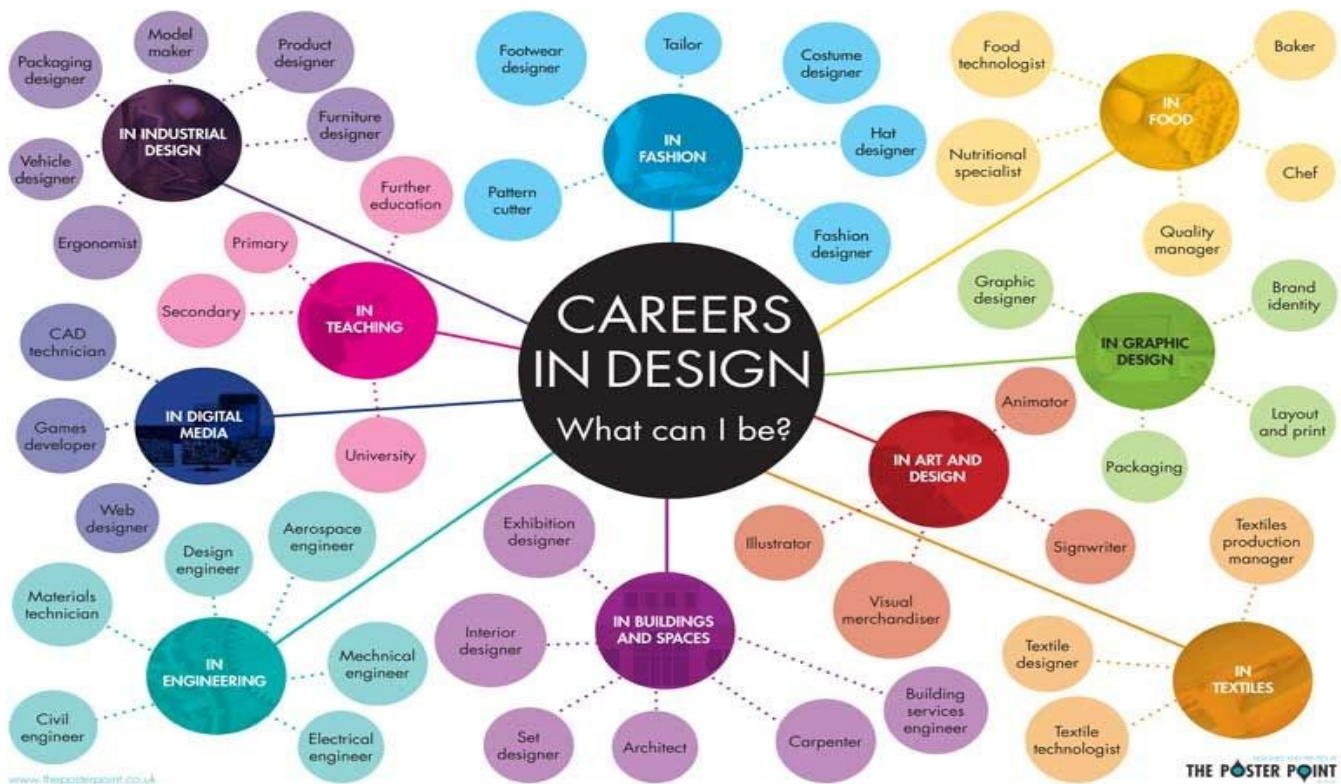 Model
maker
Product
designer
Packaging
designer
Furniture
designer
IN INDUSTRIAL
DESIGN
Vehicle
designer
Ergonomist
Footwear
designer
Tailor
Costume
designer
Hat
designer
IN
FASHION
Pattern
cutter
Fashion
designer
Food
technologist
Baker
IN
FOOD
Nutritional
specialist
Chef
Quality
manager
Further
education
Primary
Secondary
IN
TEACHING
University
CAREERS
IN DESIGN
What can I be?
Graphic
designer
Brand
identity
IN GRAPHIC
DESIGN
Layout
and print
Packaging
CAD
technician
IN DIGITAL
MEDIA
Games
developer
Web
designer
Animator
IN ART AND
DESIGN
Illustrator
Signwriter
Visual
merchandiser
Design
engineer
Aerospace
engineer
Materials
technician
IN
ENGINEERING
Mechnical
engineer
Civil
engineer
Electrical
engineer
Exhibition
designer
Interior
designer
IN BUILDINGS
AND SPACES
Set
designer
Architect
Carpenter
Building
services
engineer
Textiles
production
manager
Textile
designer
IN
TEXTILES
Textile
technologist
www.theposterpoint.co.uk
THE POSTER POINT